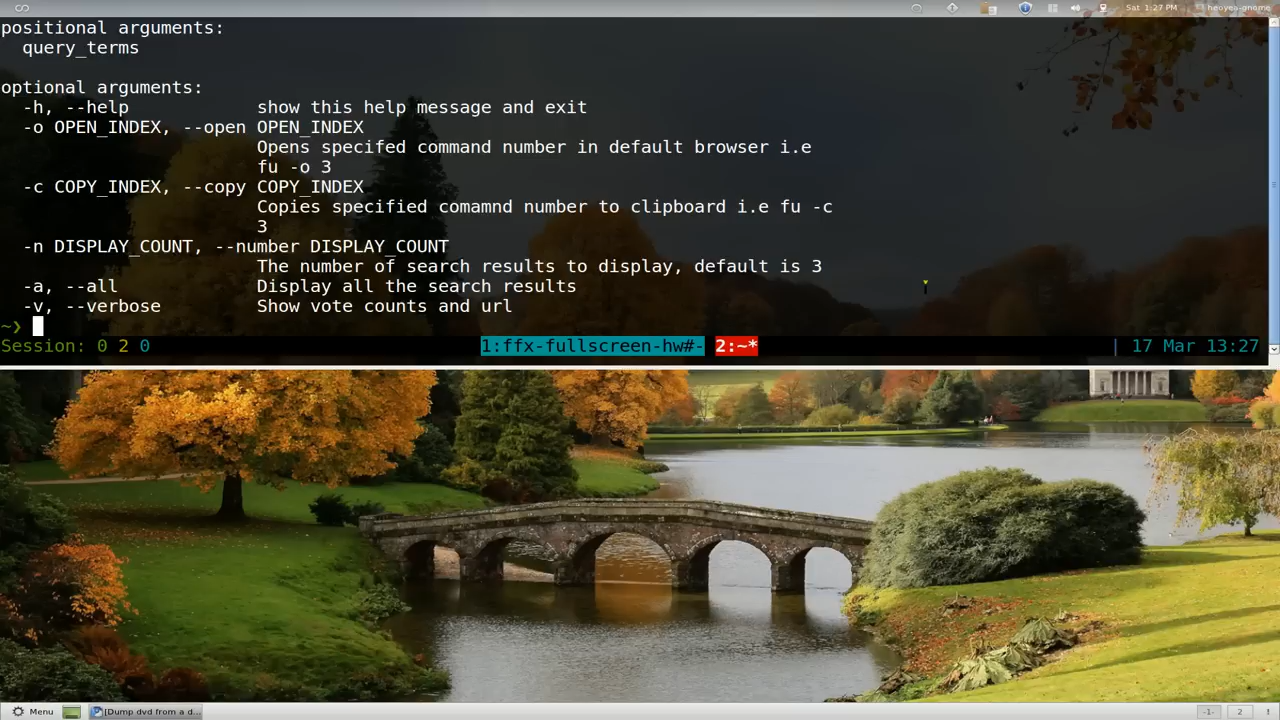 Sat 1:27 PM heoyea-gnome
positional arguments:
query_terms
optional arguments:
-h, --help show this help message and exit
-o OPEN_INDEX, --open OPEN_INDEX
Opens specifed command number in default browser i.e
fu -o 3
-c COPY_INDEX, --copy COPY_INDEX
Copies specified comamnd number to clipboard i.e fu -c
3
-n DISPLAY_COUNT, --number DISPLAY_COUNT
The number of search results to display, default is 3
-a, --all Display all the search results
-v, --verbose Show vote counts and url
~❯
Session: 0 2 0 1:ffx-fullscreen-hw#- 2:~* | 17 Mar 13:27
Menu [Dump dvd from a d... -1- 2 !